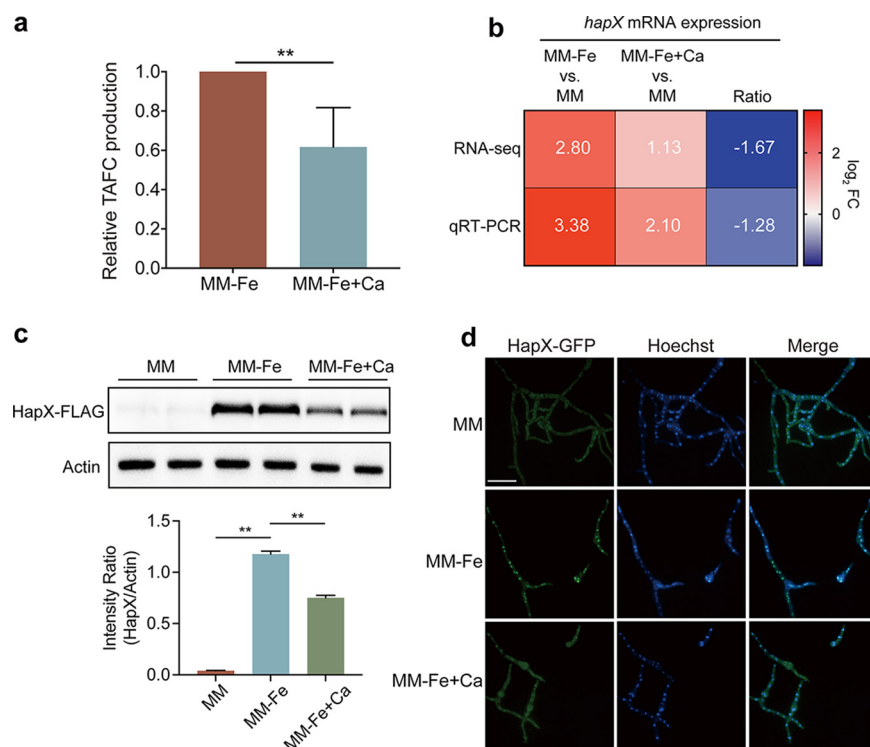 a
**
Relative TAFC production
1.0
0.8
0.6
0.4
0.2
0.0
MM-Fe
MM-Fe+Ca
b
hapX mRNA expression
MM-Fe vs. MM
MM-Fe+Ca vs. MM
Ratio
RNA-seq
2.80
1.13
-1.67
qRT-PCR
3.38
2.10
-1.28
2
0
log2 FC
c
MM
MM-Fe
MM-Fe+Ca
HapX-FLAG
Actin
Intensity Ratio
(HapX/Actin)
1.5
1.0
0.5
0.0
**
**
MM
MM-Fe
MM-Fe+Ca
d
HapX-GFP
Hoechst
Merge
MM
MM-Fe
MM-Fe+Ca